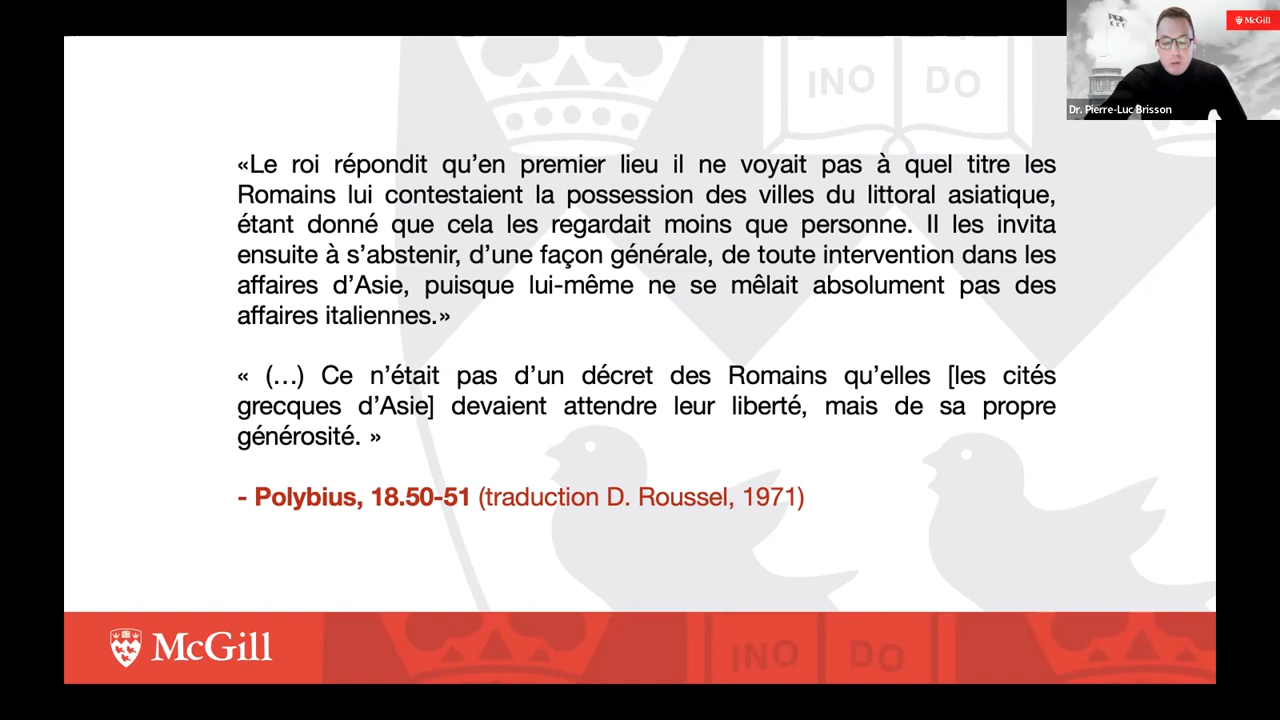 McGill
Dr. Pierre-Luc Brisson
INO DO
«Le roi répondit qu’en premier lieu il ne voyait pas à quel titre les
Romains lui contestaient la possession des villes du littoral asiatique,
étant donné que cela les regardait moins que personne. Il les invita
ensuite à s’abstenir, d’une façon générale, de toute intervention dans les
affaires d’Asie, puisque lui-même ne se mêlait absolument pas des
affaires italiennes.»
« (…) Ce n’était pas d’un décret des Romains qu’elles [les cités
grecques d’Asie] devaient attendre leur liberté, mais de sa propre
générosité. »
- Polybius, 18.50-51 (traduction D. Roussel, 1971)
McGill
INO DO